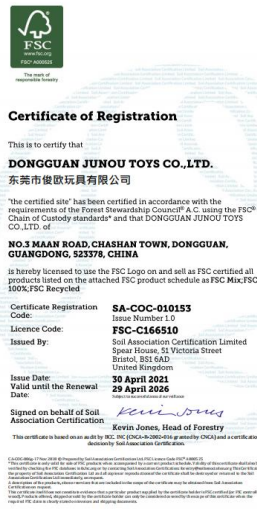 FSC
www.fsc.org
FSC® A000525
The mark of
responsible forestry
Certificate of Registration
This is to certify that
DONGGUAN JUNOU TOYS CO.,LTD.
东莞市俊欧玩具有限公司
"the certified site" has been certified in accordance with the
requirements of the Forest Stewardship Council® A.C. using the FSC®
Chain of Custody standards* and that DONGGUAN JUNOU TOYS
CO.,LTD. of
NO.3 MAAN ROAD, CHASHAN TOWN, DONGGUAN,
GUANGDONG, 523378, CHINA
is hereby licensed to use the FSC Logo on and sell as FSC certified all
products listed on the attached FSC product schedule as FSC Mix;FSC
100%;FSC Recycled
Certificate Registration
Code:
SA-COC-010153
Issue Number 1.0
Licence Code:
FSC-C166510
Issued By:
Soil Association Certification Limited
Spear House, 51 Victoria Street
Bristol, BS1 6AD
United Kingdom
Issue Date:
30 April 2021
Valid until the Renewal
Date:
29 April 2026
Signed on behalf of Soil
Association Certification
Kevin Jones
Kevin Jones, Head of Forestry
This certificate is based on an audit by BCC, INC (CNCA-R-2002-016 granted by CNCA) and a certification
decision by Soil Association Certification.